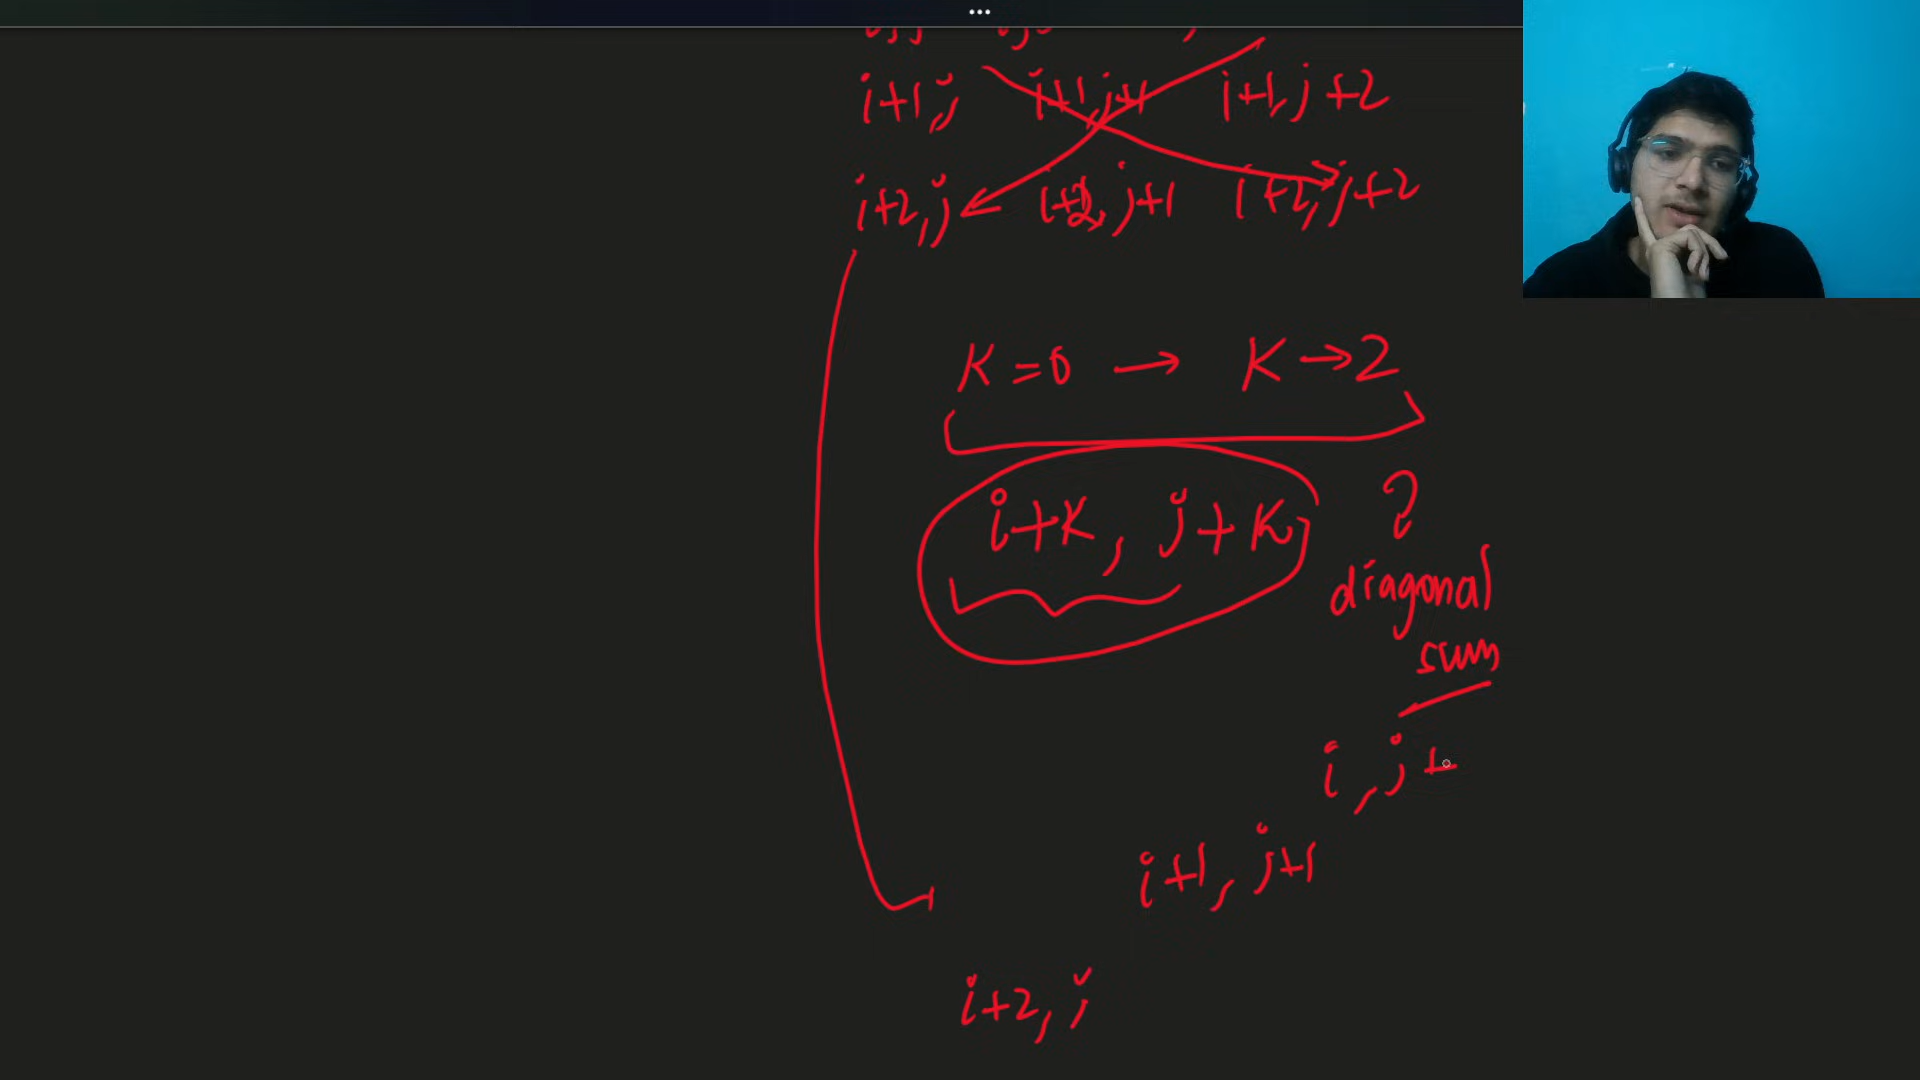 i+1,j i+1,j+1 i+1,j+2
i+2,j i+2,j+1 i+2,j+2
K=0 → K→2
i+K, j+K ?
diagonal
sum
i,j+
i+1,j+1
i+2,j